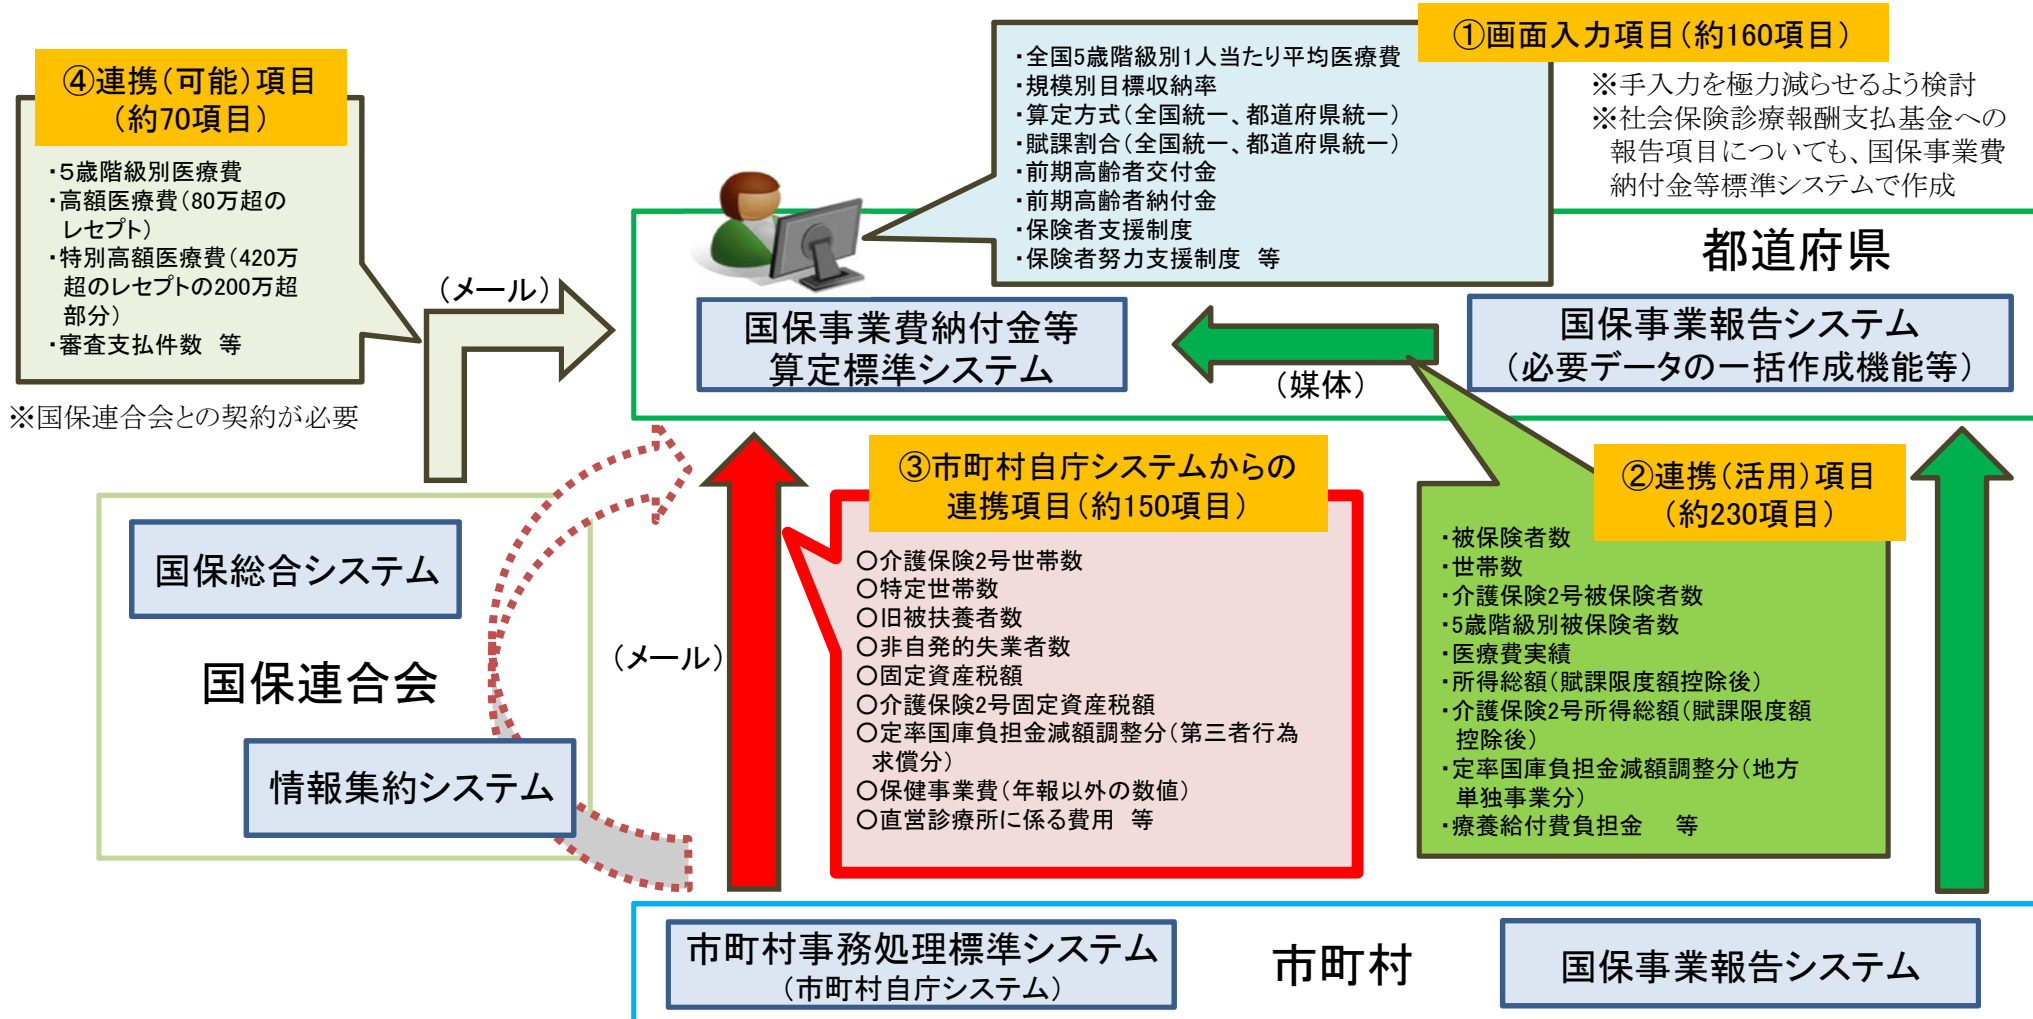 ①画面入力項目(約160項目)
・全国5歳階級別1人当たり平均医療費
・規模別目標収納率
・算定方式(全国統一、都道府県統一)
・賦課割合(全国統一、都道府県統一)
・前期高齢者交付金
・前期高齢者納付金
・保険者支援制度
・保険者努力支援制度　等
※手入力を極力減らせるよう検討
※社会保険診療報酬支払基金への
報告項目についても、国保事業費
納付金等標準システムで作成
④連携(可能)項目
(約70項目)
・5歳階級別医療費
・高額医療費(80万超の
レセプト)
・特別高額医療費(420万
超のレセプトの200万超
部分)
・審査支払件数　等
※国保連合会との契約が必要
(メール)
都道府県
国保事業費納付金等
算定標準システム
(媒体)
国保事業報告システム
(必要データの一括作成機能等)
③市町村自庁システムからの
連携項目(約150項目)
○介護保険2号世帯数
○特定世帯数
○旧被扶養者数
○非自発的失業者数
○固定資産税額
○介護保険2号固定資産税額
○定率国庫負担金減額調整分(第三者行為
求償分)
○保健事業費(年報以外の数値)
○直営診療所に係る費用　等
②連携(活用)項目
(約230項目)
・被保険者数
・世帯数
・介護保険2号被保険者数
・5歳階級別被保険者数
・医療費実績
・所得総額(賦課限度額控除後)
・介護保険2号所得総額(賦課限度額
控除後)
・定率国庫負担金減額調整分(地方
単独事業分)
・療養給付費負担金　等
国保総合システム
国保連合会
情報集約システム
(メール)
市町村事務処理標準システム
(市町村自庁システム)
市町村
国保事業報告システム